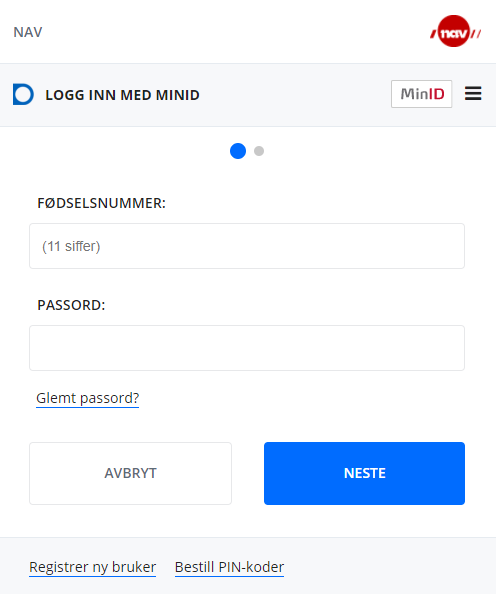 NAV
nav
LOGG INN MED MINID
MinID
FØDSELSNUMMER:
(11 siffer)
PASSORD:
Glemt passord?
AVBRYT
NESTE
Registrer ny bruker
Bestill PIN-koder